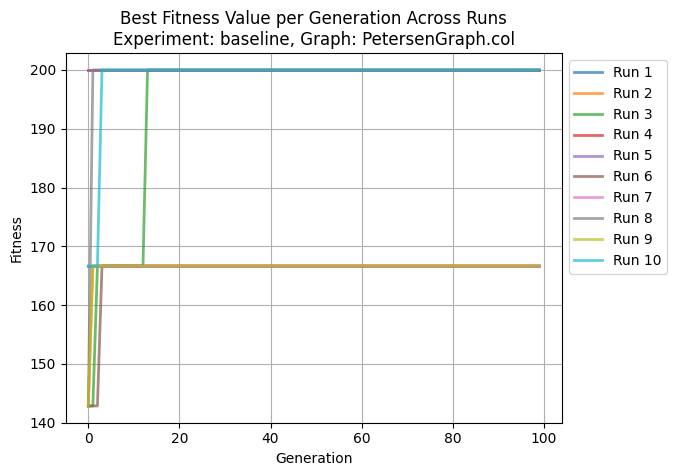 Best Fitness Value per Generation Across Runs
Experiment: baseline, Graph: PetersenGraph.col
200
190
180
170
160
150
140
Fitness
0 20 40 60 80 100
Generation
Run 1
Run 2
Run 3
Run 4
Run 5
Run 6
Run 7
Run 8
Run 9
Run 10